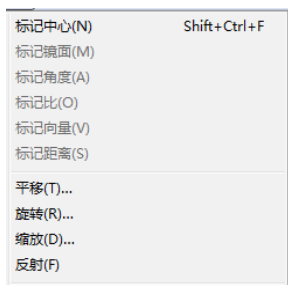 标记中心(N) Shift+Ctrl+F
标记镜面(M)
标记角度(A)
标记比(O)
标记向量(V)
标记距离(S)
平移(T)...
旋转(R)...
缩放(D)...
反射(F)